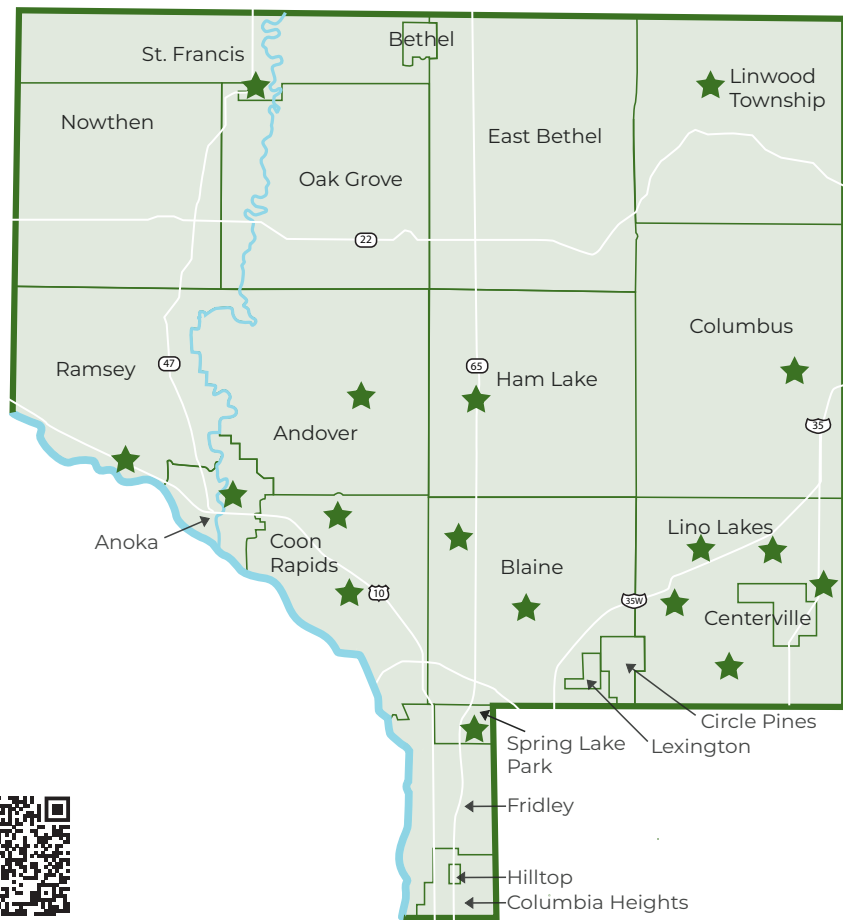 Bethel
St. Francis
Linwood
Township
Nowthen
East Bethel
Oak Grove
22
Columbus
47
65
Ramsey
Ham Lake
35
Andover
Lino Lakes
Anoka
Coon
Rapids
Blaine
10
35W
Centerville
Circle Pines
Lexington
Spring Lake
Park
Fridley
Hilltop
Columbia Heights